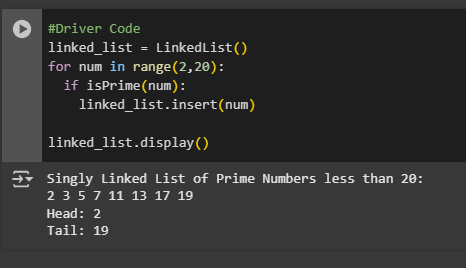 #Driver Code
linked_list = LinkedList()
for num in range(2,20):
  if isPrime(num):
    linked_list.insert(num)

linked_list.display()
Singly Linked List of Prime Numbers less than 20:
2 3 5 7 11 13 17 19
Head: 2
Tail: 19